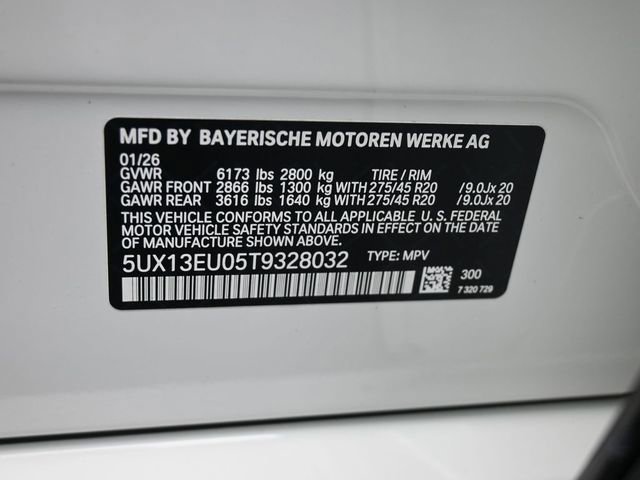 MFD BY BAYERISCHE MOTOREN WERKE AG
01/26
GVWR 6173 lbs 2800 kg TIRE / RIM
GAWR FRONT 2866 lbs 1300 kg WITH 275/45 R20 /9.0Jx 20
GAWR REAR 3616 lbs 1640 kg WITH 275/45 R20 /9.0Jx 20
THIS VEHICLE CONFORMS TO ALL APPLICABLE U. S. FEDERAL
MOTOR VEHICLE SAFETY STANDARDS IN EFFECT ON THE DATE
OF MANUFACTURE SHOWN ABOVE.
5UX13EU05T9328032 TYPE: MPV
300
7 320 729